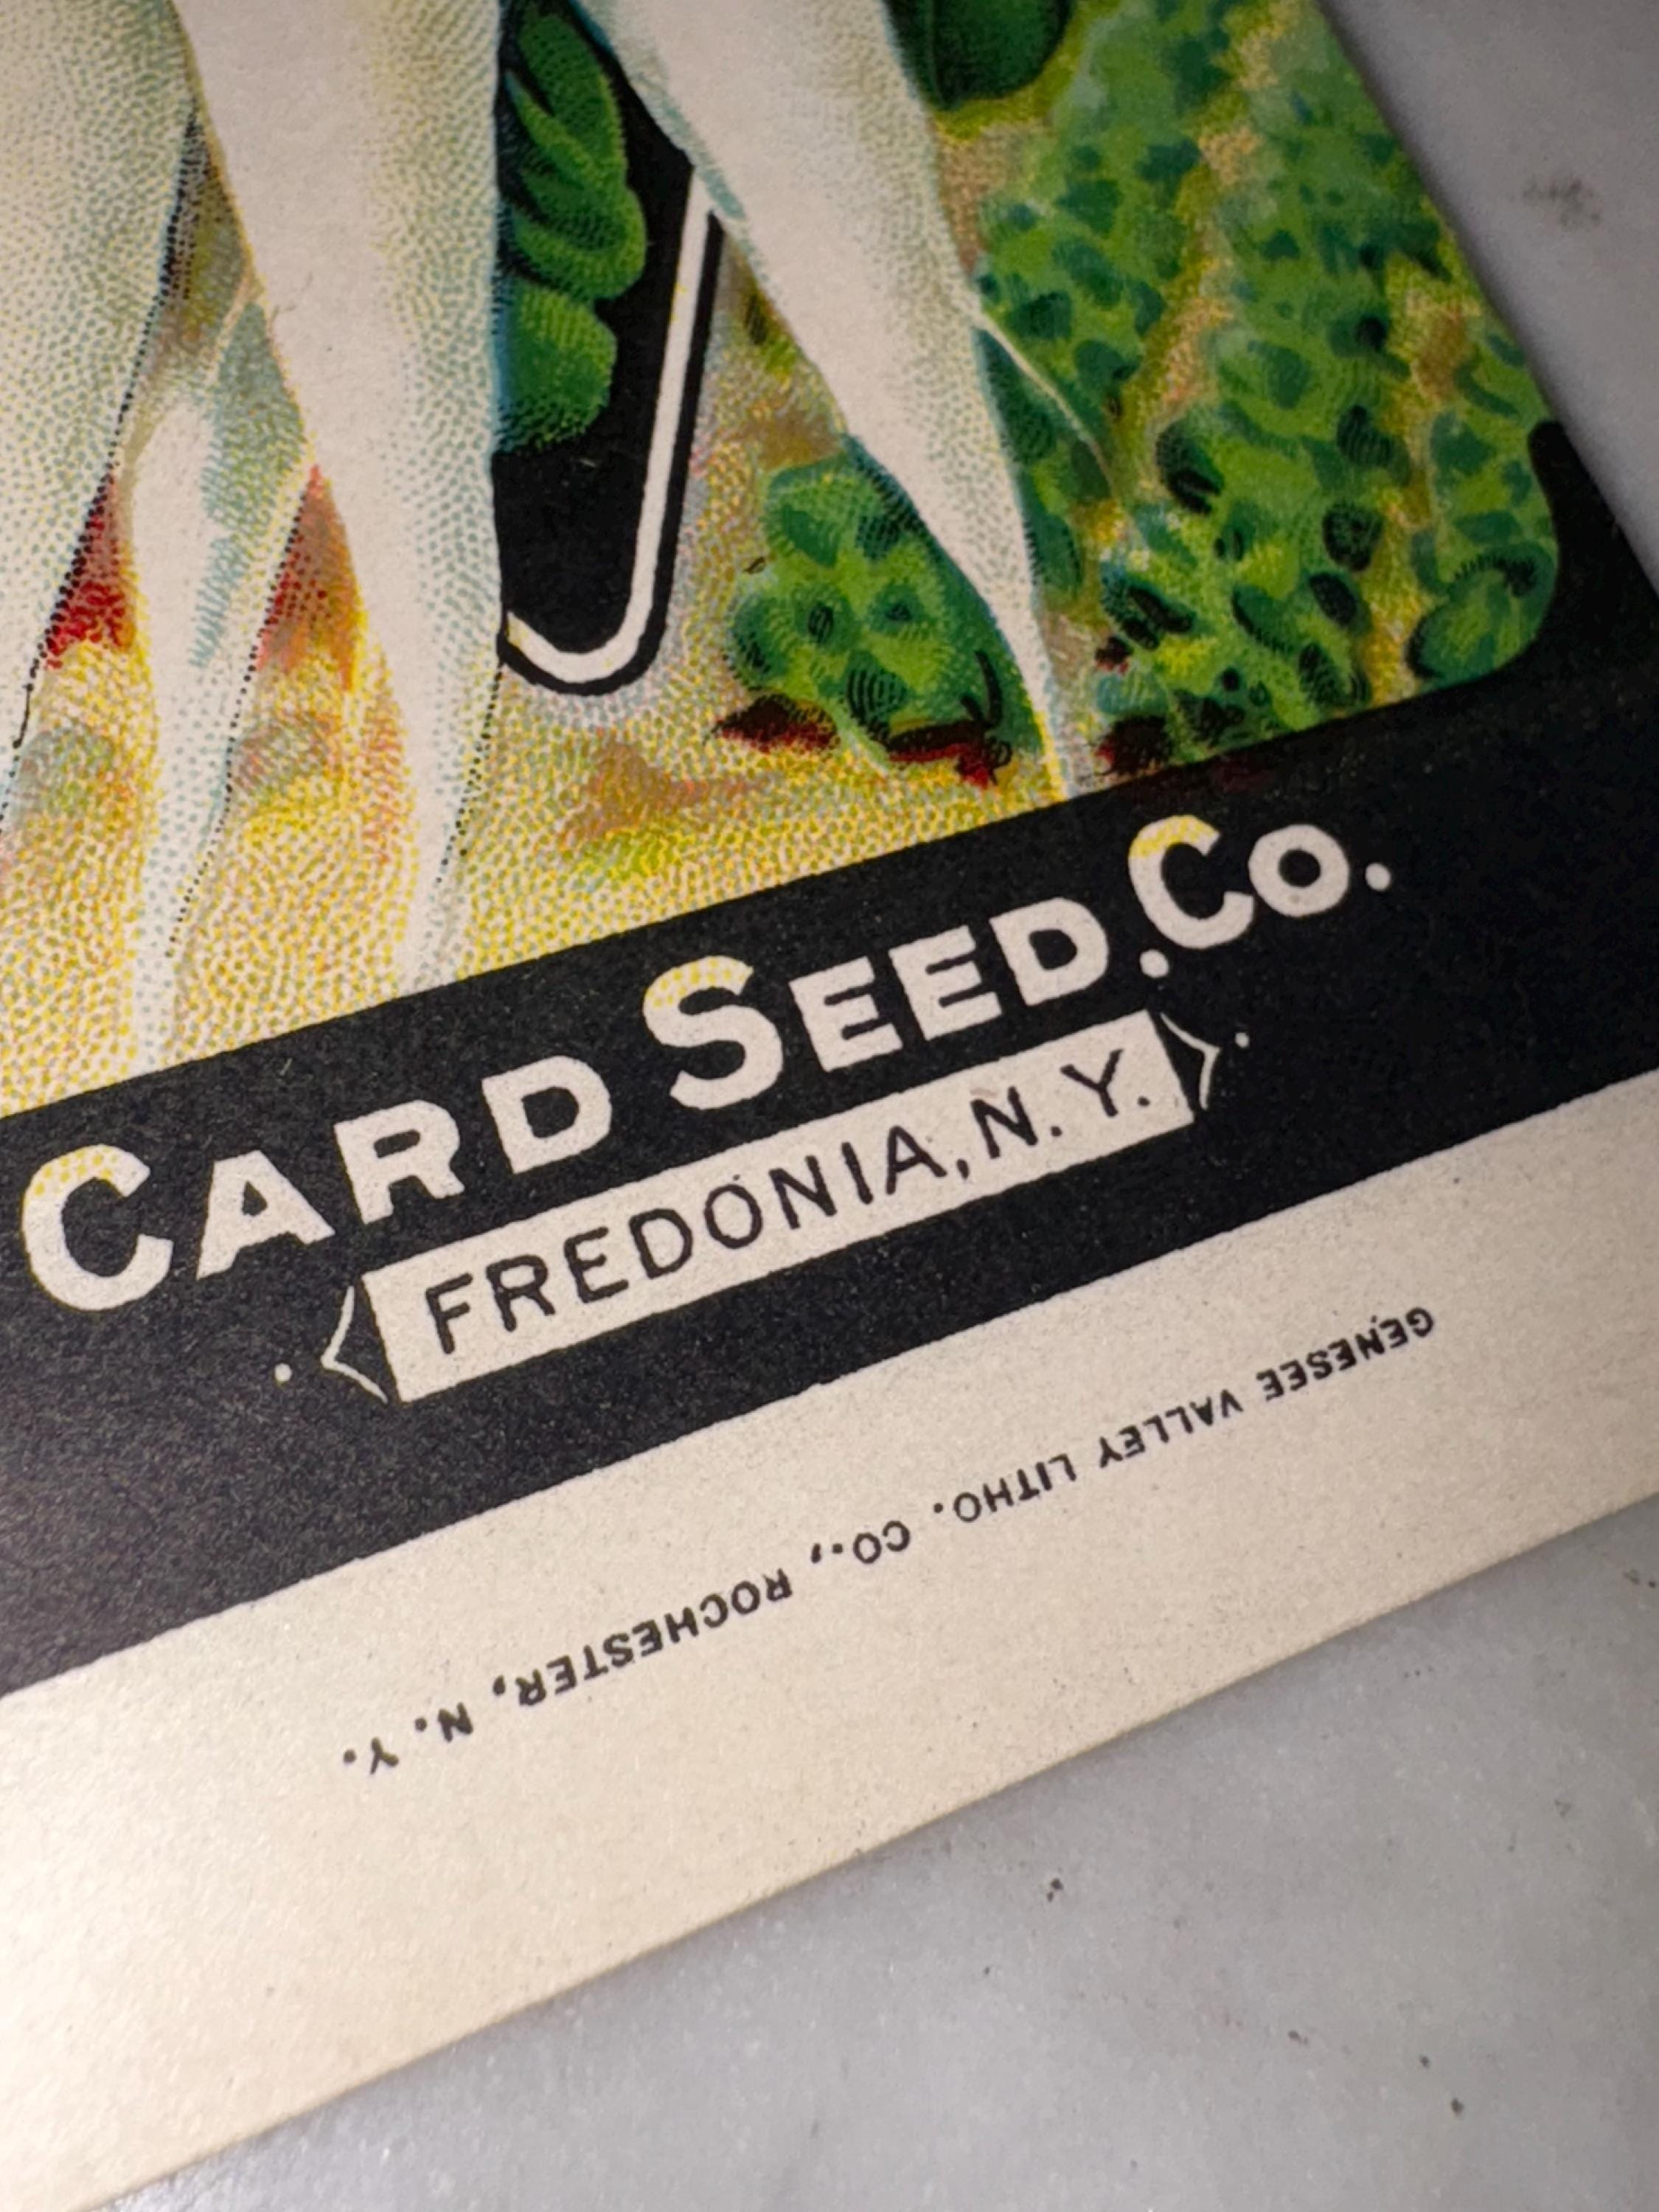 CARD SEED CO.
FREDONIA, N. Y.
GENESEE VALLEY LITHO. CO., ROCHESTER, N. Y.